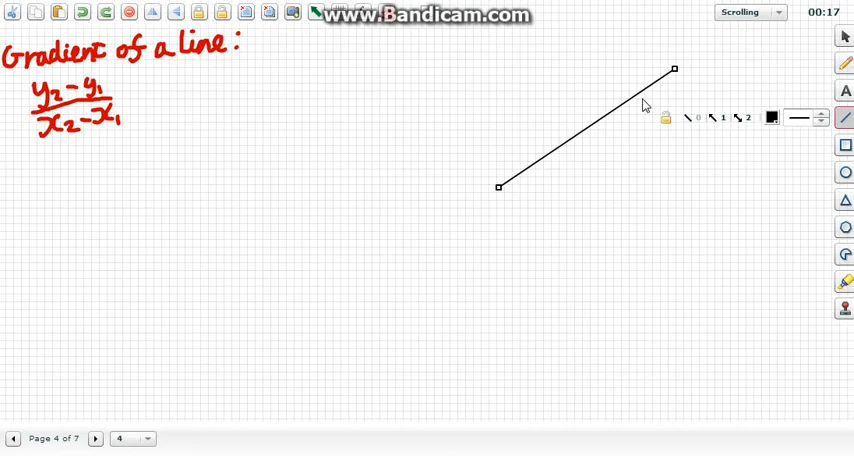 www.Bandicam.com
Scrolling
00:17
Gradient of a line:
y₂ - y₁
x₂ - x₁
0 1 2
A
Page 4 of 7
4